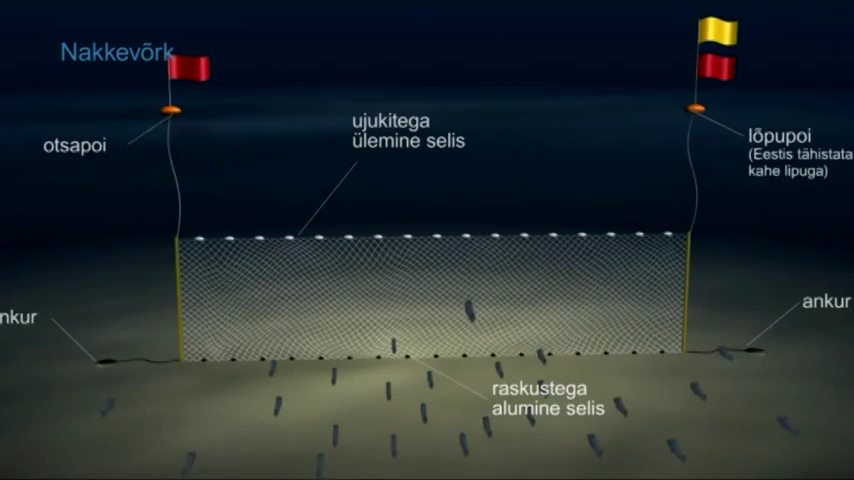 Nakkevõrk
otsapoi
ujukitega
ülemine selis
lõpupoi
(Eestis tähistata
kahe lipuga)
nkur
ankur
raskustega
alumine selis